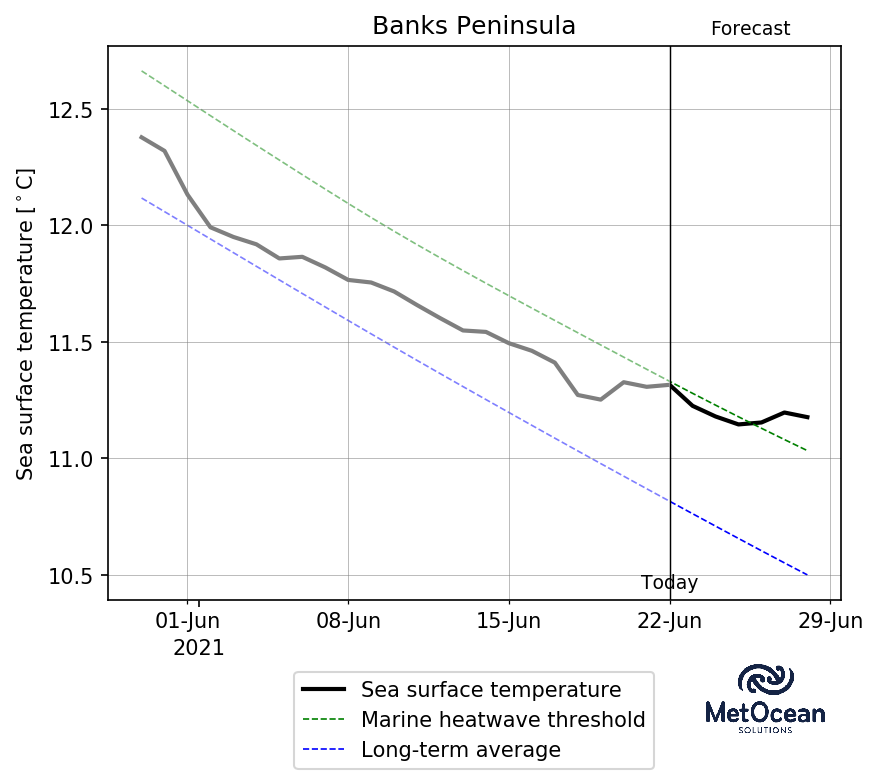 Banks Peninsula
Forecast
Sea surface temperature [°C]
12.5
12.0
11.5
11.0
10.5
Today
01-Jun 08-Jun 15-Jun 22-Jun 29-Jun
2021
Sea surface temperature
Marine heatwave threshold
Long-term average
MetOcean
SOLUTIONS